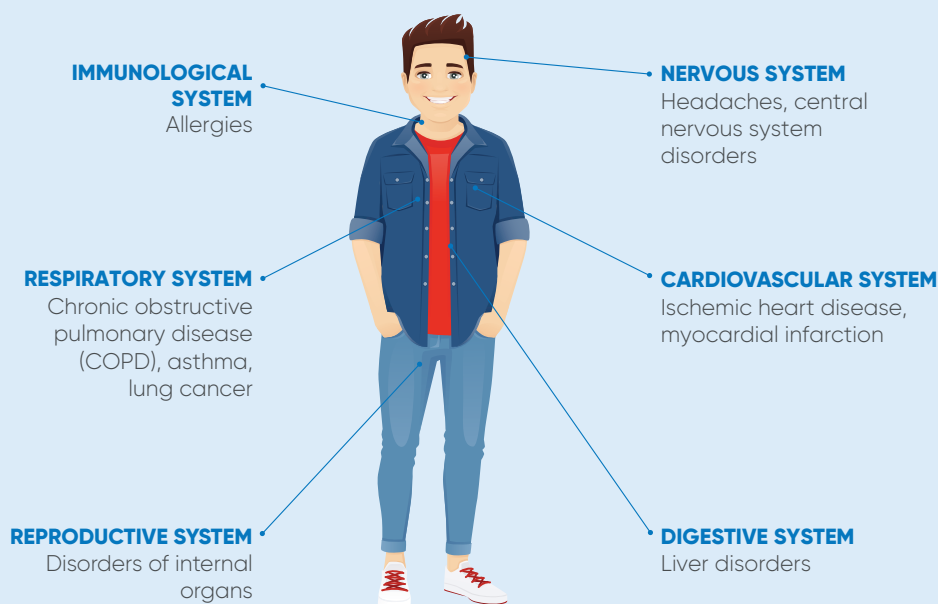 IMMUNOLOGICAL
SYSTEM
Allergies
NERVOUS SYSTEM
Headaches, central
nervous system
disorders
RESPIRATORY SYSTEM
Chronic obstructive
pulmonary disease
(COPD), asthma,
lung cancer
CARDIOVASCULAR SYSTEM
Ischemic heart disease,
myocardial infarction
REPRODUCTIVE SYSTEM
Disorders of internal
organs
DIGESTIVE SYSTEM
Liver disorders